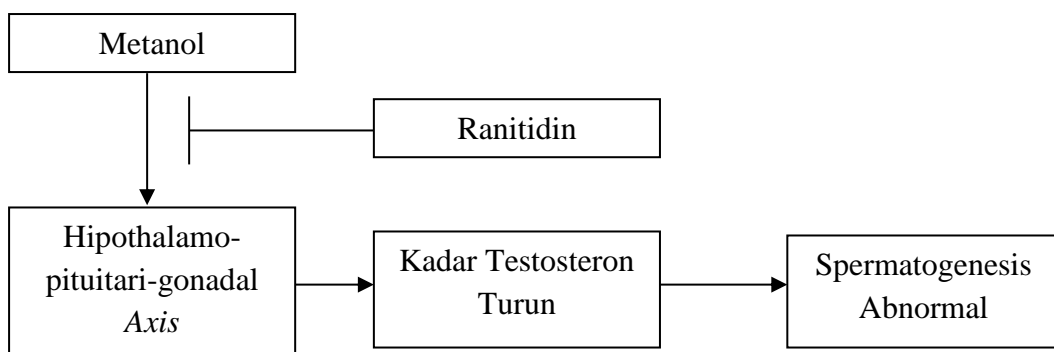 Metanol
Ranitidin
Hipothalamo-
pituitari-gonadal
Axis
Kadar Testosteron
Turun
Spermatogenesis
Abnormal